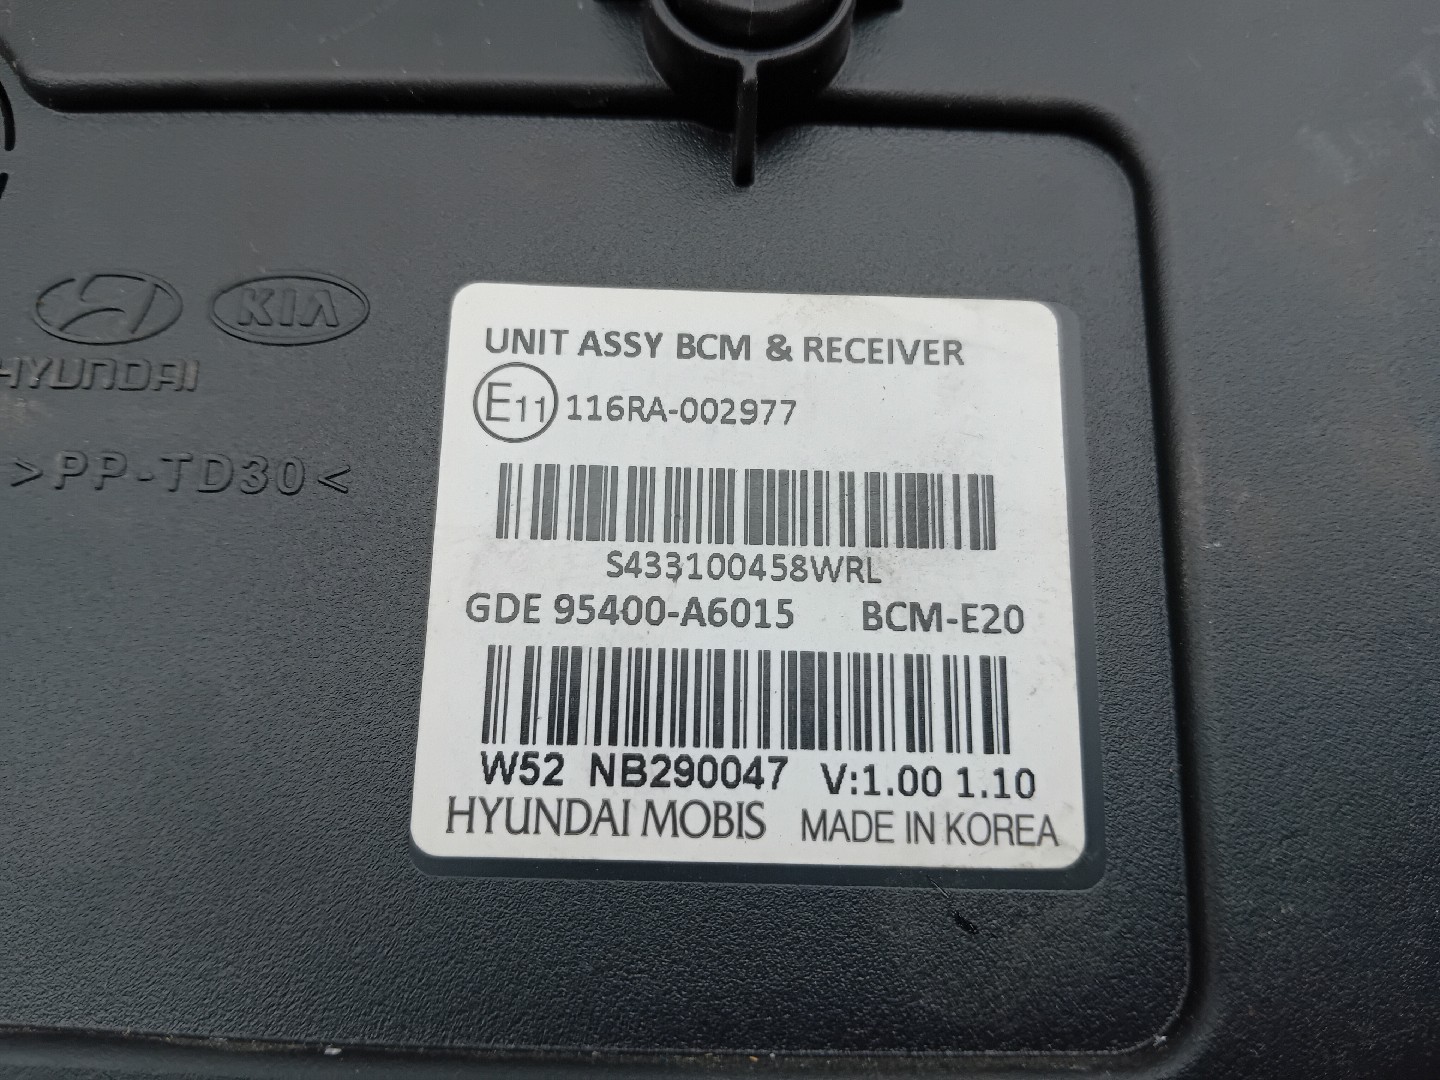 KIA
HYUNDAI
>PP-TD30<
UNIT ASSY BCM & RECEIVER
E11 116RA-002977
S433100458WRL
GDE 95400-A6015 BCM-E20
W52 NB290047 V:1.00 1.10
HYUNDAI MOBIS MADE IN KOREA